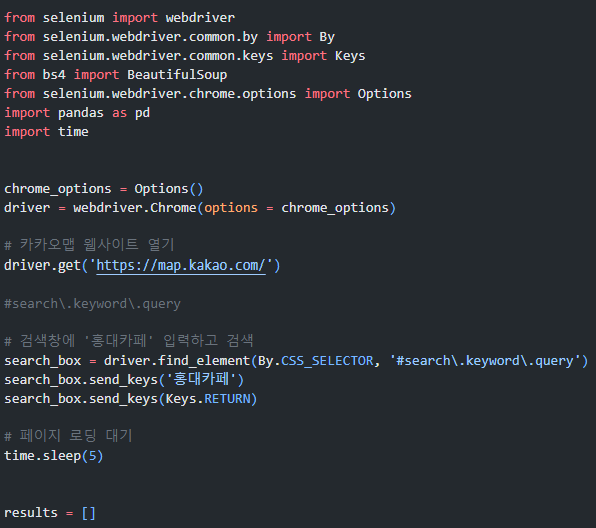 from selenium import webdriver
from selenium.webdriver.common.by import By
from selenium.webdriver.common.keys import Keys
from bs4 import BeautifulSoup
from selenium.webdriver.chrome.options import Options
import pandas as pd
import time
chrome_options = Options()
driver = webdriver.Chrome(options = chrome_options)
# 카카오맵 웹사이트 열기
driver.get('https://map.kakao.com/')
#search\.keyword\.query
# 검색창에 '홍대카페' 입력하고 검색
search_box = driver.find_element(By.CSS_SELECTOR, '#search\.keyword\.query')
search_box.send_keys('홍대카페')
search_box.send_keys(Keys.RETURN)
# 페이지 로딩 대기
time.sleep(5)
results = []